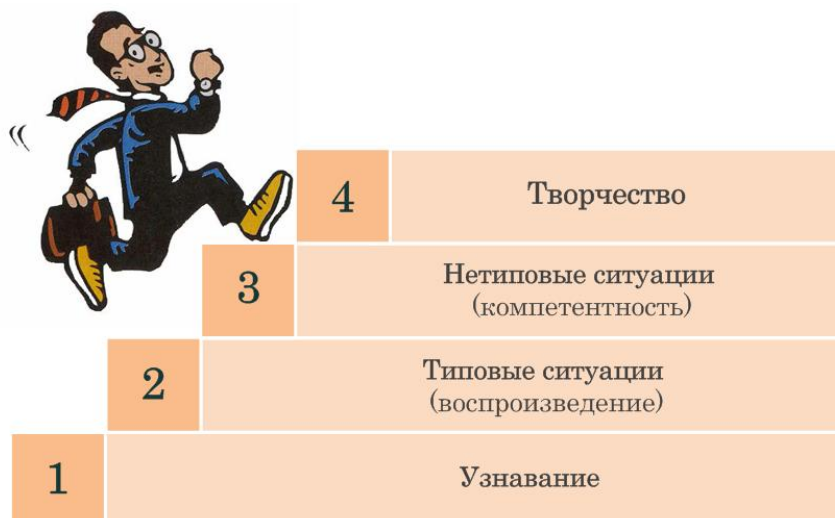 4 Творчество
3 Нетиповые ситуации
(компетентность)
2 Типовые ситуации
(воспроизведение)
1 Узнавание